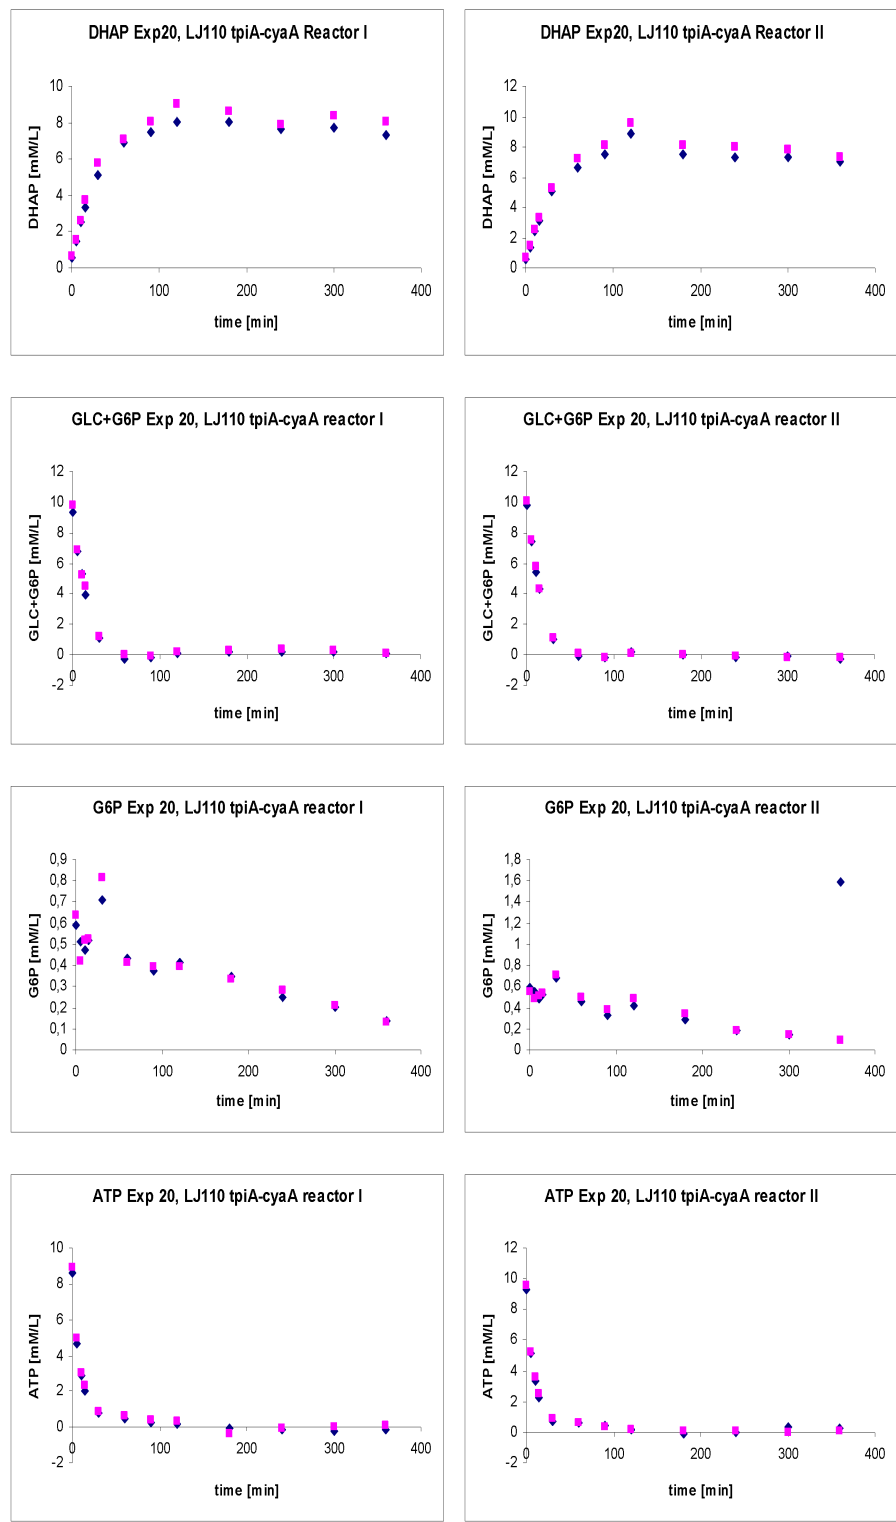 DHAP Exp20, LJ110 tpiA-cyaA Reactor I
10
8
6
4
2
0
0 100 200 300 400
DHAP [mM/L]
time [min]
DHAP Exp20, LJ110 tpiA-cyaA Reactor II
12
10
8
6
4
2
0
0 100 200 300 400
DHAP [mM/L]
time [min]
GLC+G6P Exp 20, LJ110 tpiA-cyaA reactor I
12
10
8
6
4
2
0
-2
0 100 200 300 400
GLC+G6P [mM/L]
time [min]
GLC+G6P Exp 20, LJ110 tpiA-cyaA reactor II
12
10
8
6
4
2
0
-2
0 100 200 300 400
GLC+G6P [mM/L]
time [min]
G6P Exp 20, LJ110 tpiA-cyaA reactor I
0,9
0,8
0,7
0,6
0,5
0,4
0,3
0,2
0,1
0
0 100 200 300 400
G6P [mM/L]
time [min]
G6P Exp 20, LJ110 tpiA-cyaA reactor II
1,8
1,6
1,4
1,2
1
0,8
0,6
0,4
0,2
0
0 100 200 300 400
G6P [mM/L]
time [min]
ATP Exp 20, LJ110 tpiA-cyaA reactor I
10
8
6
4
2
0
-2
0 100 200 300 400
ATP [mM/L]
time [min]
ATP Exp 20, LJ110 tpiA-cyaA reactor II
12
10
8
6
4
2
0
-2
0 100 200 300 400
ATP [mM/L]
time [min]